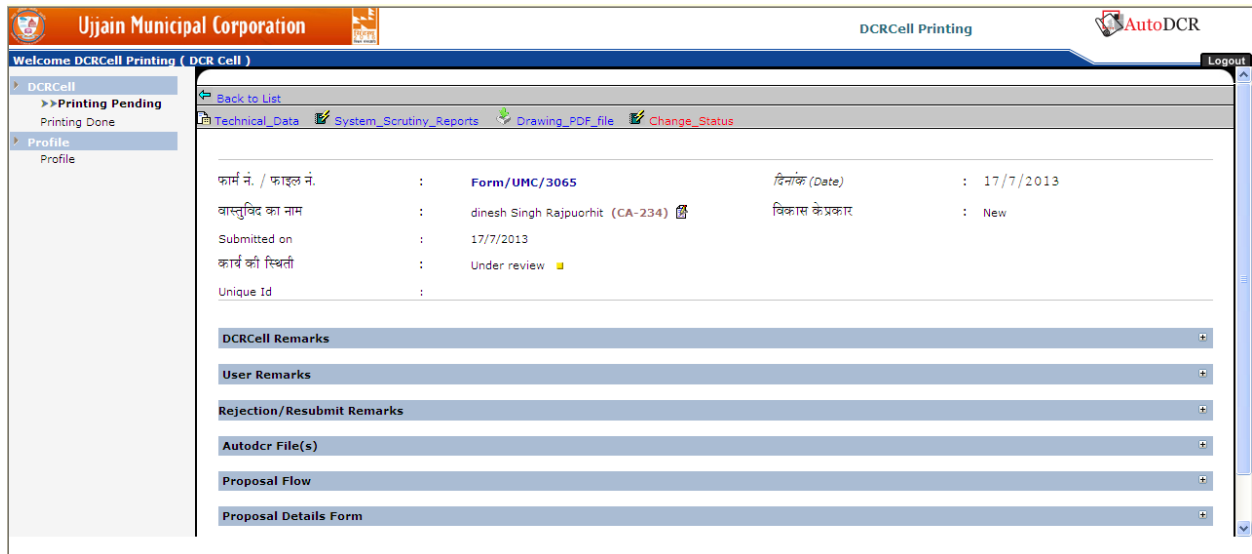 Ujjain Municipal Corporation
DCRCell Printing
AutoDCR
Welcome DCRCell Printing ( DCR Cell )
Logout
DCRCell
>>Printing Pending
Printing Done
Profile
Profile
Back to List
Technical_Data System_Scrutiny_Reports Drawing_PDF_file Change_Status
फार्म नं. / फाइल नं. : Form/UMC/3065 दिनांक (Date) : 17/7/2013
वास्तुविद का नाम : dinesh Singh Rajpuorhit (CA-234) विकास के प्रकार : New
Submitted on : 17/7/2013
कार्य की स्थिती : Under review
Unique Id :
DCRCell Remarks
User Remarks
Rejection/Resubmit Remarks
Autodcr File(s)
Proposal Flow
Proposal Details Form